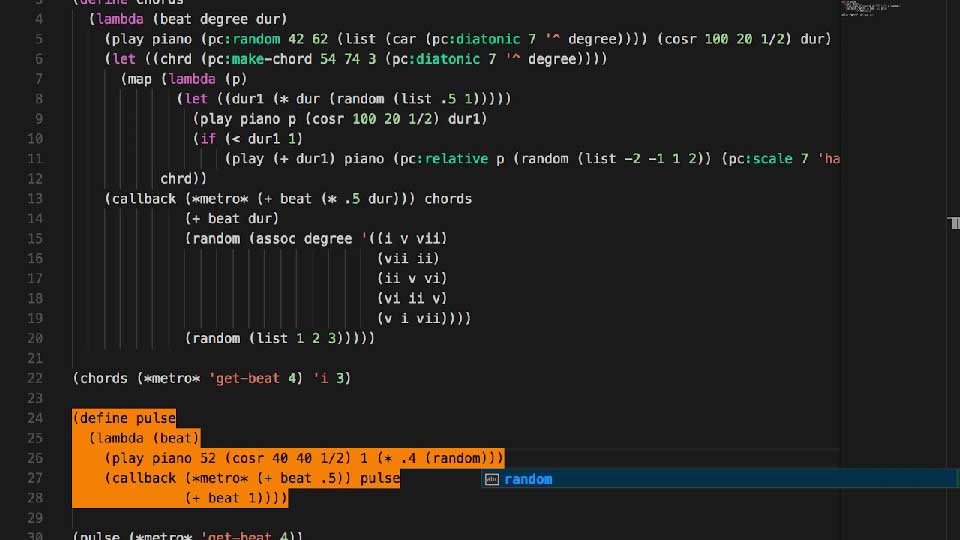 3 (define chords
4 (lambda (beat degree dur)
5 (play piano (pc:random 42 62 (list (car (pc:diatonic 7 '^ degree)))) (cosr 100 20 1/2) dur)
6 (let ((chrd (pc:make-chord 54 74 3 (pc:diatonic 7 '^ degree))))
7 (map (lambda (p)
8 (let ((dur1 (* dur (random (list .5 1)))))
9 (play piano p (cosr 100 20 1/2) dur1)
10 (if (< dur1 1)
11 (play (+ dur1) piano (pc:relative p (random (list -2 -1 1 2)) (pc:scale 7 'ha
12 chrd))
13 (callback (*metro* (+ beat (* .5 dur))) chords
14 (+ beat dur)
15 (random (assoc degree '((i v vii)
16 (vii ii)
17 (ii v vi)
18 (vi ii v)
19 (v i vii))))
20 (random (list 1 2 3)))))
21
22 (chords (*metro* 'get-beat 4) 'i 3)
23
24 (define pulse
25 (lambda (beat)
26 (play piano 52 (cosr 40 40 1/2) 1 (* .4 (random)))
27 (callback (*metro* (+ beat .5)) pulse
abc random
28 (+ beat 1))))
29
30 (pulse (*metro* 'get-beat 4))